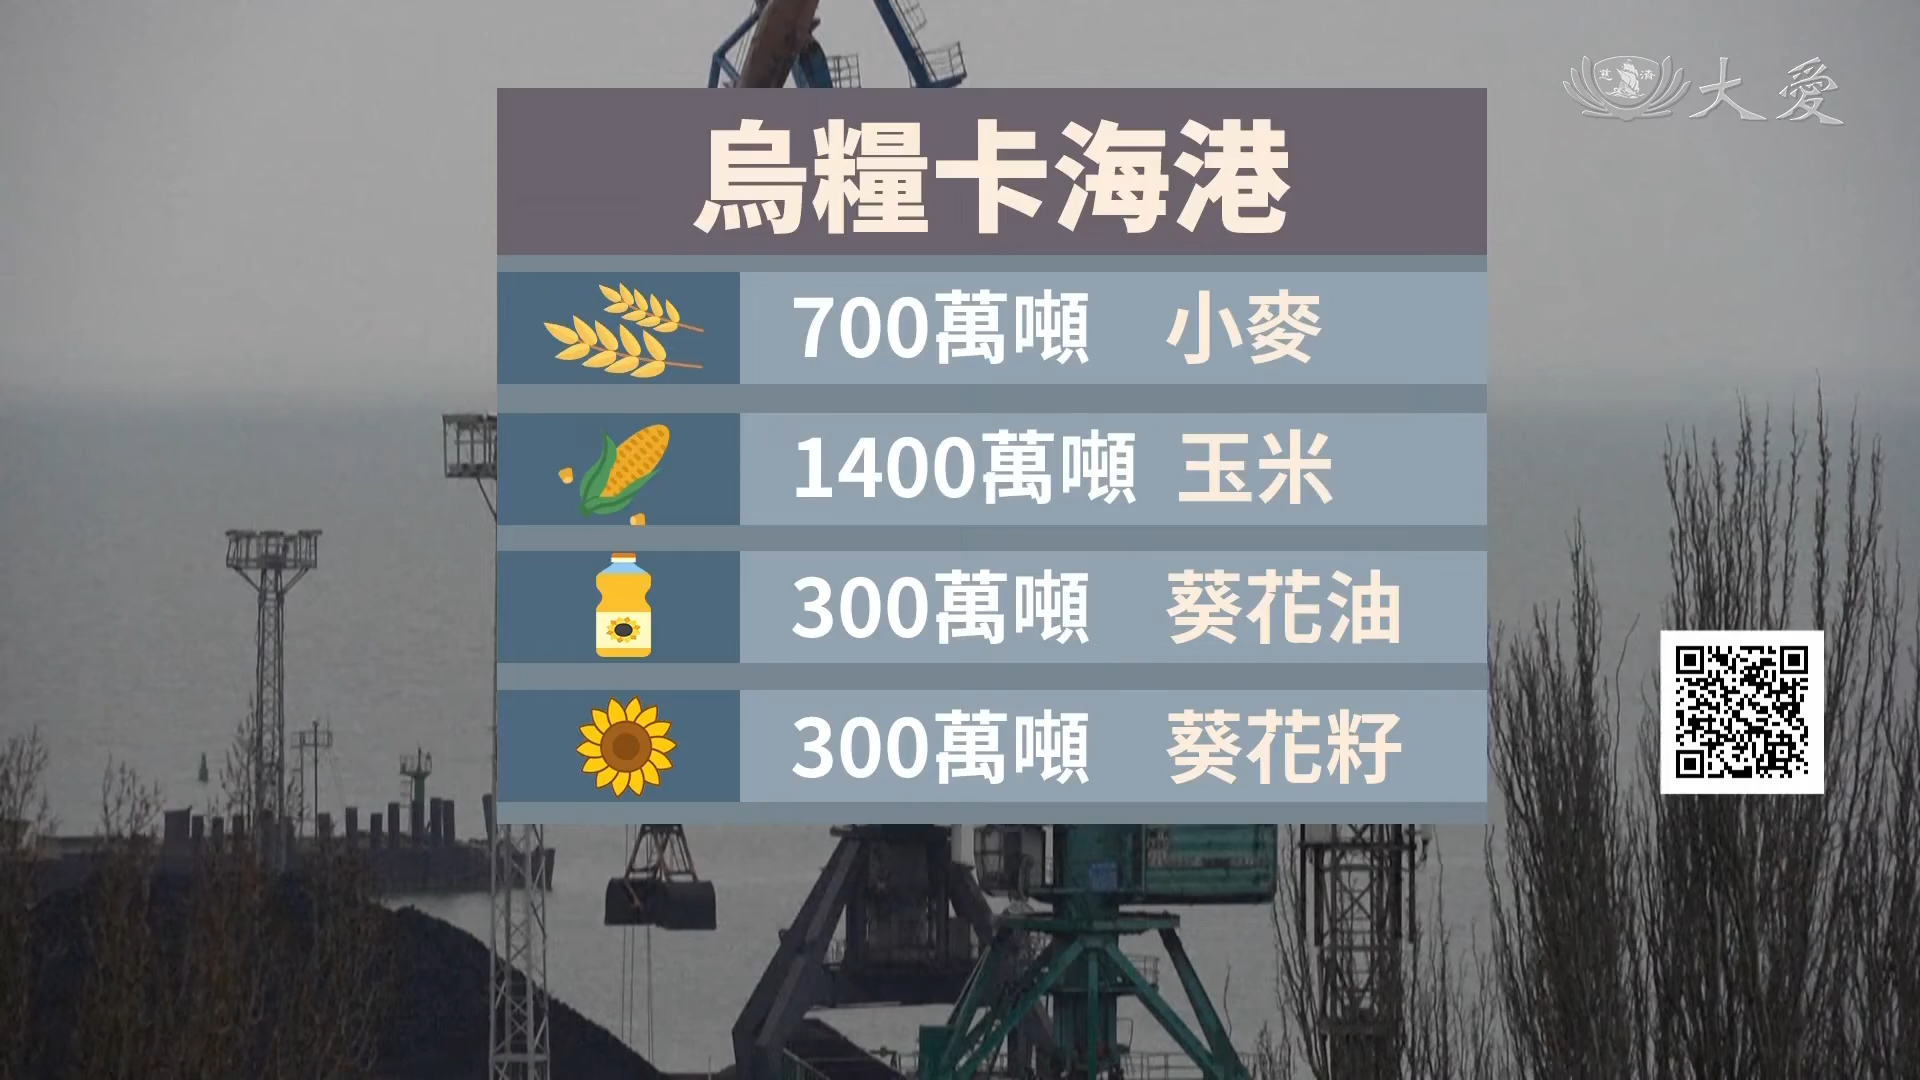 慈濟 大愛
烏糧卡海港
700萬噸 小麥
1400萬噸 玉米
300萬噸 葵花油
300萬噸 葵花籽